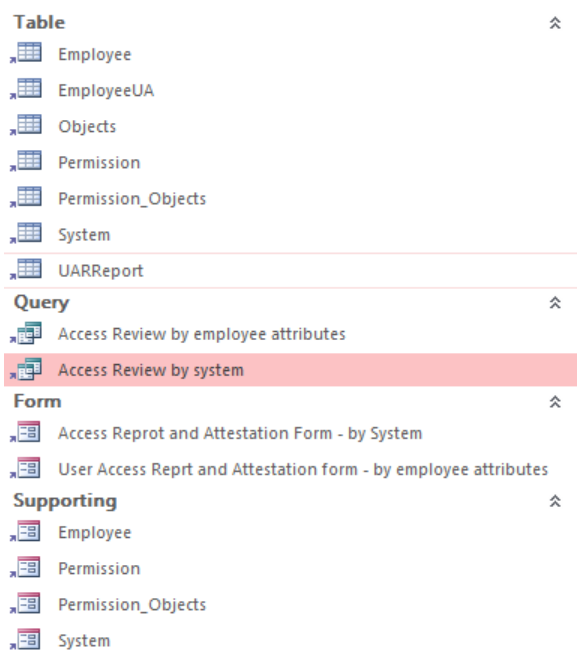 Table
Employee
EmployeeUA
Objects
Permission
Permission_Objects
System
UARReport
Query
Access Review by employee attributes
Access Review by system
Form
Access Reprot and Attestation Form - by System
User Access Reprt and Attestation form - by employee attributes
Supporting
Employee
Permission
Permission_Objects
System